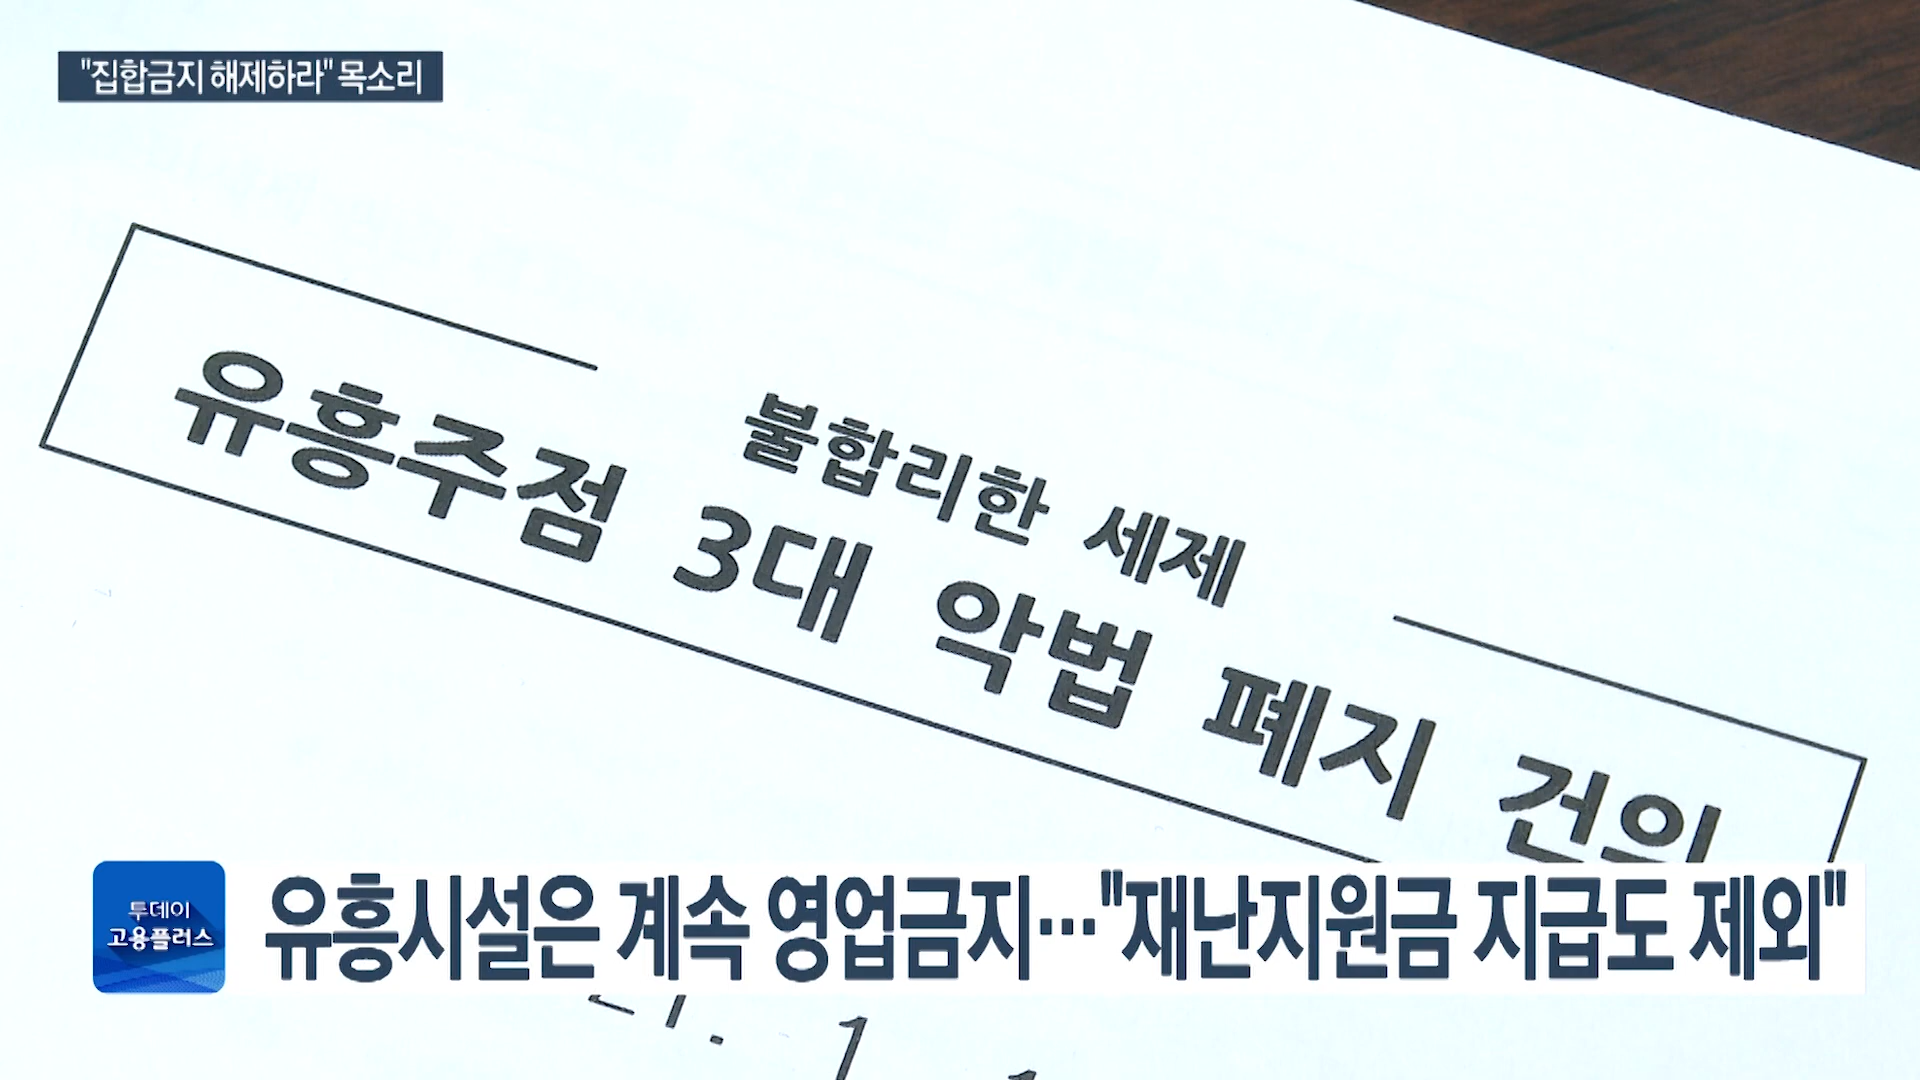 "집합금지 해제하라" 목소리
불합리한 세제
유흥주점 3대 악법 폐지 건의
투데이
고용플러스
유흥시설은 계속 영업금지…"재난지원금 지급도 제외"